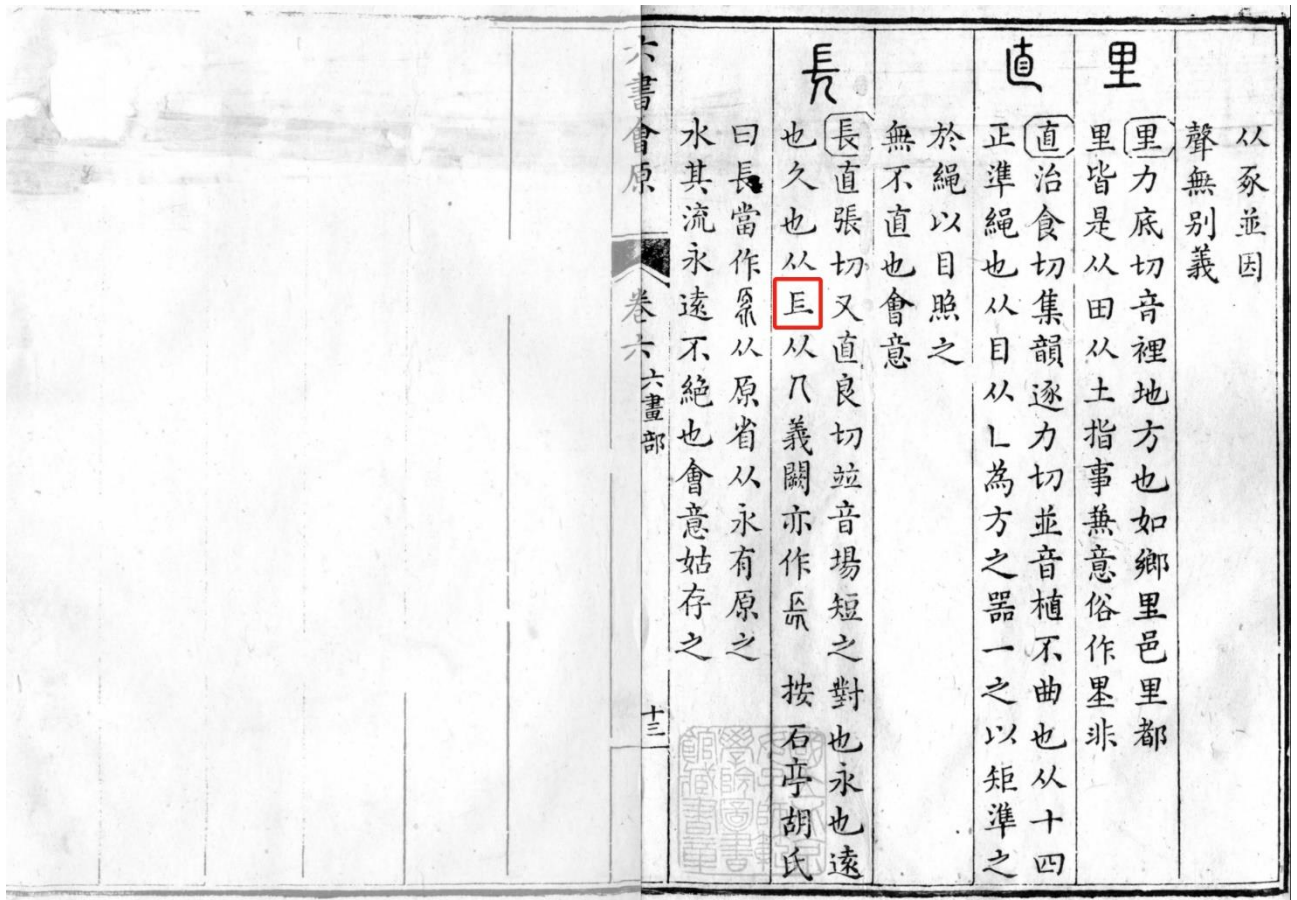 从豕並因
聲無别義
里
里力底切音裡地方也如鄉里邑里都
里皆是从田从土指事兼意俗作非
直
直治食切集韻逐力切並音植不曲也从十四
正準繩也从目从𠃊為方之噐一之以矩準之
於繩以目照之
無不直也會意
長
長直張切又直良切並音場短之對也永也遠
也久也从从義闕亦作 按石亭胡氏
曰長當作从原省从永有原之
水其流永遠不絶也會意姑存之
六書會原 卷六 六畫部 十三